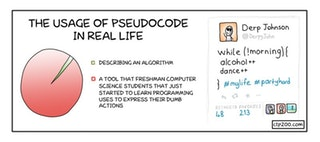 THE USAGE OF PSEUDOCODE
IN REAL LIFE
DESCRIBING AN ALGORITHM
A TOOL THAT FRESHMAN COMPUTER
SCIENCE STUDENTS THAT JUST
STARTED TO LEARN PROGRAMMING
USES TO EXPRESS THEIR DUMB
ACTIONS
Derp Johnson
@DerpyJohn
while (!morning){
alcohol++
dance++
} #mylife #partyhard
48 213
clip200.com